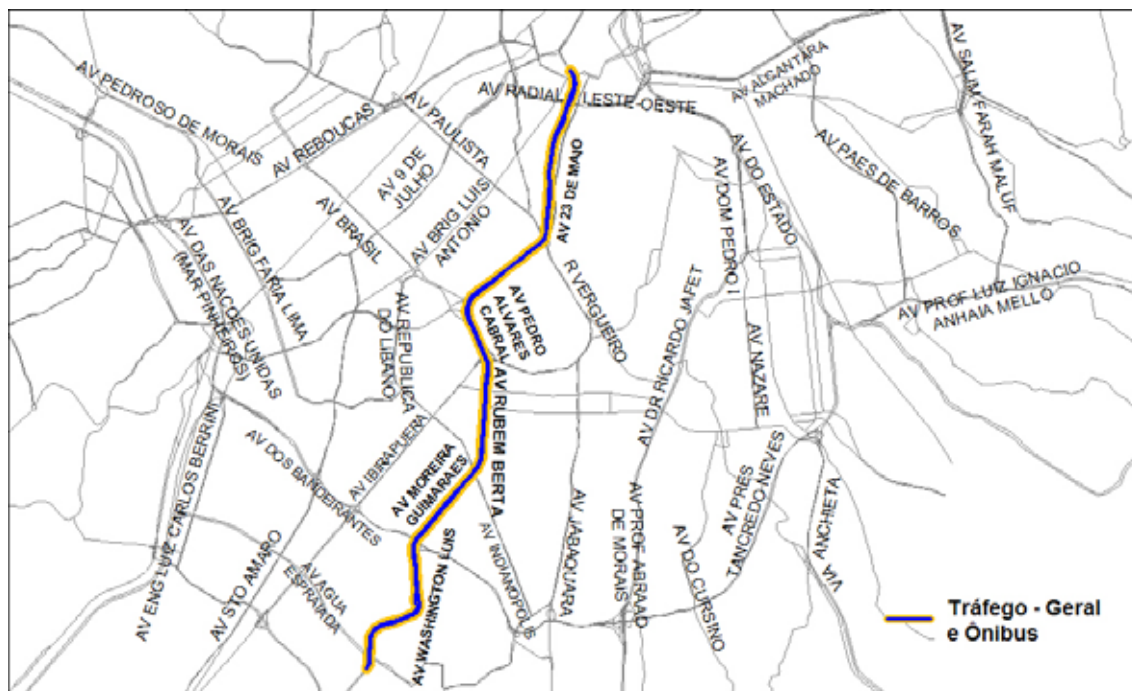 AV PEDROSO DE MORAIS
AV REBOUCAS
AV PAULISTA
AV RADIAL LESTE-OESTE
AV ALCANTARA
MACHADO
AV SALIM FARAH MALUF
AV PAES DE BARROS
AV DO ESTADO
AV DOM PEDRO I
AV 23 DE MAIO
AV 9 DE
JULHO
AV BRIG LUIS
ANTONIO
AV BRASIL
AV BRIG FARIA LIMA
AV DAS NACOES UNIDAS
(MAR PINHEIROS)
AV REPUBLICA
DO LIBANO
AV PEDRO
ALVARES
CABRAL
R VERGUEIRO
AV DR RICARDO JAFET
AV NAZARE
AV PROF LUIZ IGNACIO
ANHAIA MELLO
AV RUBEM BERTA
AV IBIRAPUERA
AV MOREIRA
GUIMARAES
AV DOS BANDEIRANTES
AV ENG LUIZ CARLOS BERRINI
AV STO AMARO
AV AGUA
ESPRAIADA
AV WASHINGTON LUIS
AV INDIANOPOLIS
AV JABAQUARA
AV PROF ABRAAO
DE MORAIS
AV DO CURSINO
AV PRES
TANCREDO NEVES
VIA ANCHIETA
Tráfego - Geral
e Ônibus